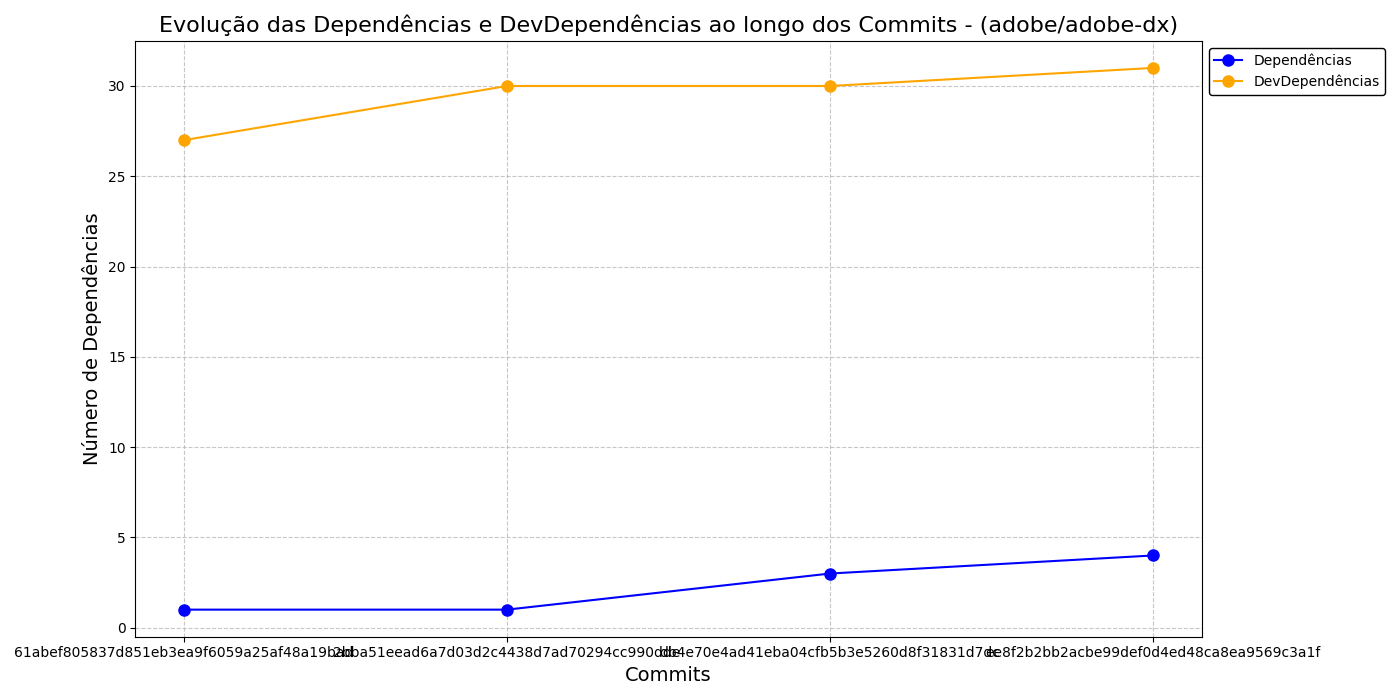 Evolução das Dependências e DevDependências ao longo dos Commits - (adobe/adobe-dx)
Dependências
DevDependências
Número de Dependências
30
25
20
15
10
5
0
61abef805837d851eb3ea9f6059a25af48a19bad
Commits